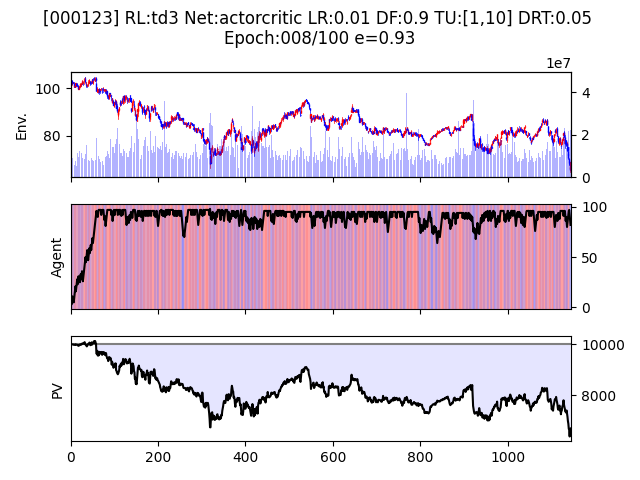 [000123] RL:td3 Net:actorcritic LR:0.01 DF:0.9 TU:[1,10] DRT:0.05
Epoch:008/100 e=0.93
1e7
Env.
100
80
4
2
0
Agent
100
50
0
PV
10000
8000
0
200
400
600
800
1000